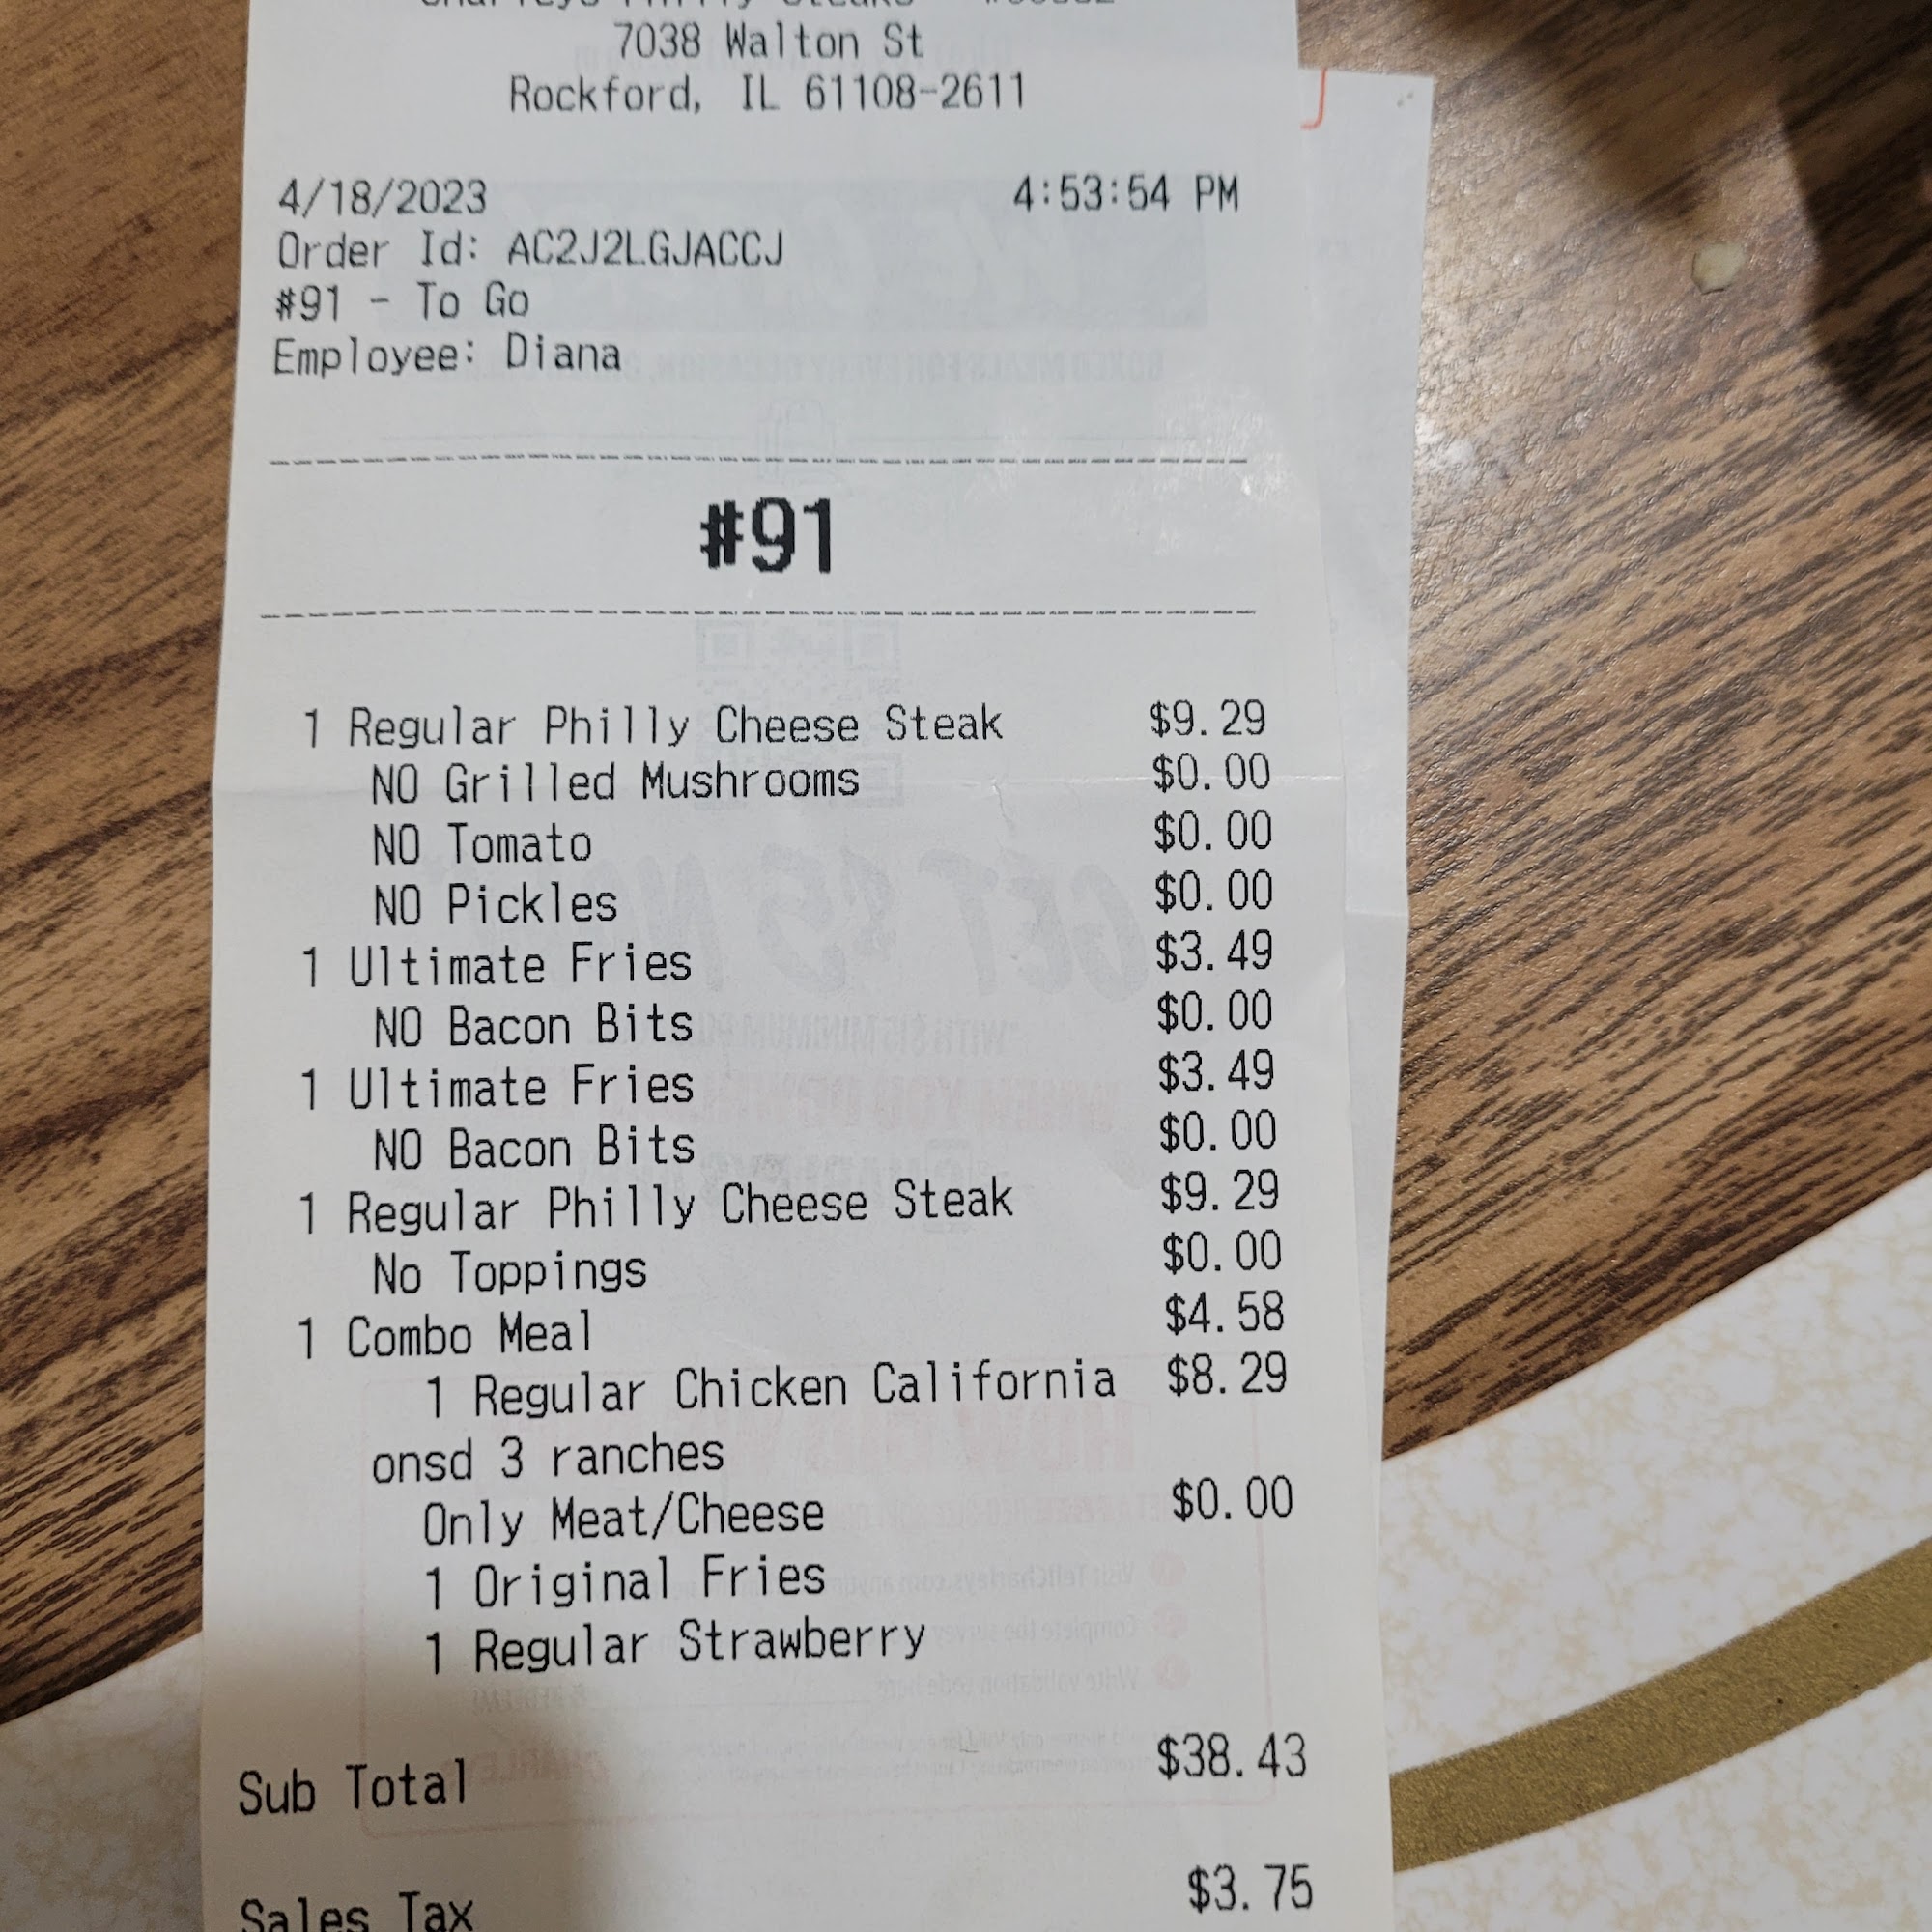 Charleys Philly Steaks
7038 Walton St
Rockford, IL 61108-2611
4/18/2023 4:53:54 PM
Order Id: AC2J2LGJACCJ
#91 - To Go
Employee: Diana
#91
1 Regular Philly Cheese Steak $9.29
NO Grilled Mushrooms $0.00
NO Tomato $0.00
NO Pickles $0.00
1 Ultimate Fries $3.49
NO Bacon Bits $0.00
1 Ultimate Fries $3.49
NO Bacon Bits $0.00
1 Regular Philly Cheese Steak $9.29
No Toppings $0.00
1 Combo Meal $4.58
1 Regular Chicken California $8.29
onsd 3 ranches
Only Meat/Cheese $0.00
1 Original Fries
1 Regular Strawberry
Sub Total $38.43
Sales Tax $3.75